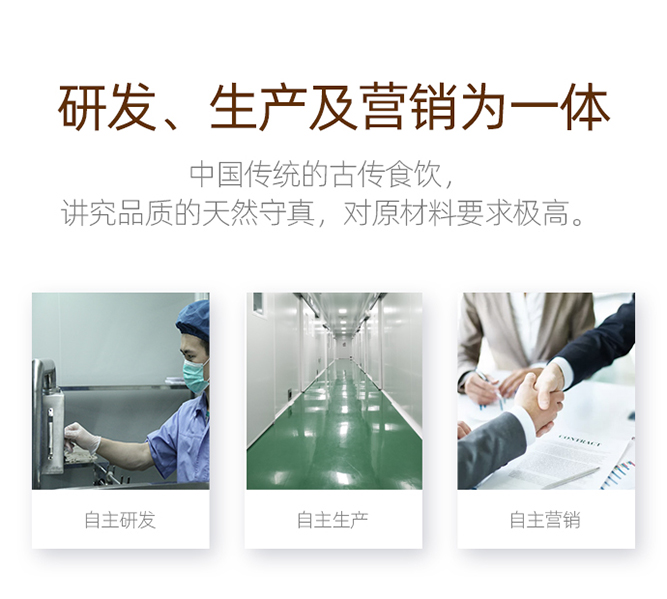 研发、生产及营销为一体
中国传统的古传食饮，
讲究品质的天然守真，对原材料要求极高。
CONTRACT
自主研发
自主生产
自主营销